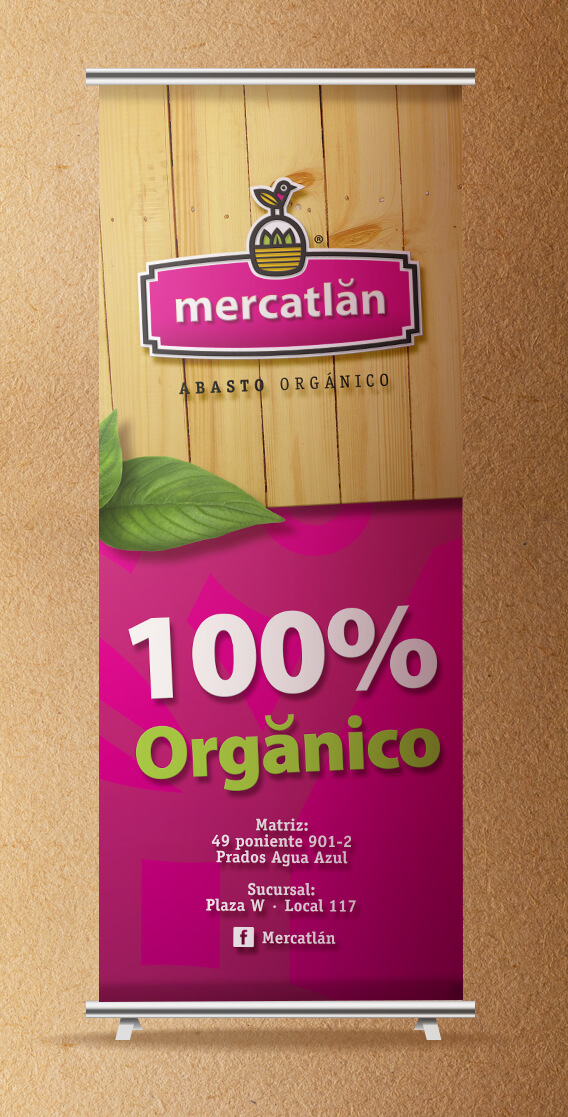 ®
mercatlăn
ABASTO ORGÁNICO
100%
Orgănico
Matriz:
49 poniente 901-2
Prados Agua Azul
Sucursal:
Plaza W · Local 117
f Mercatlán